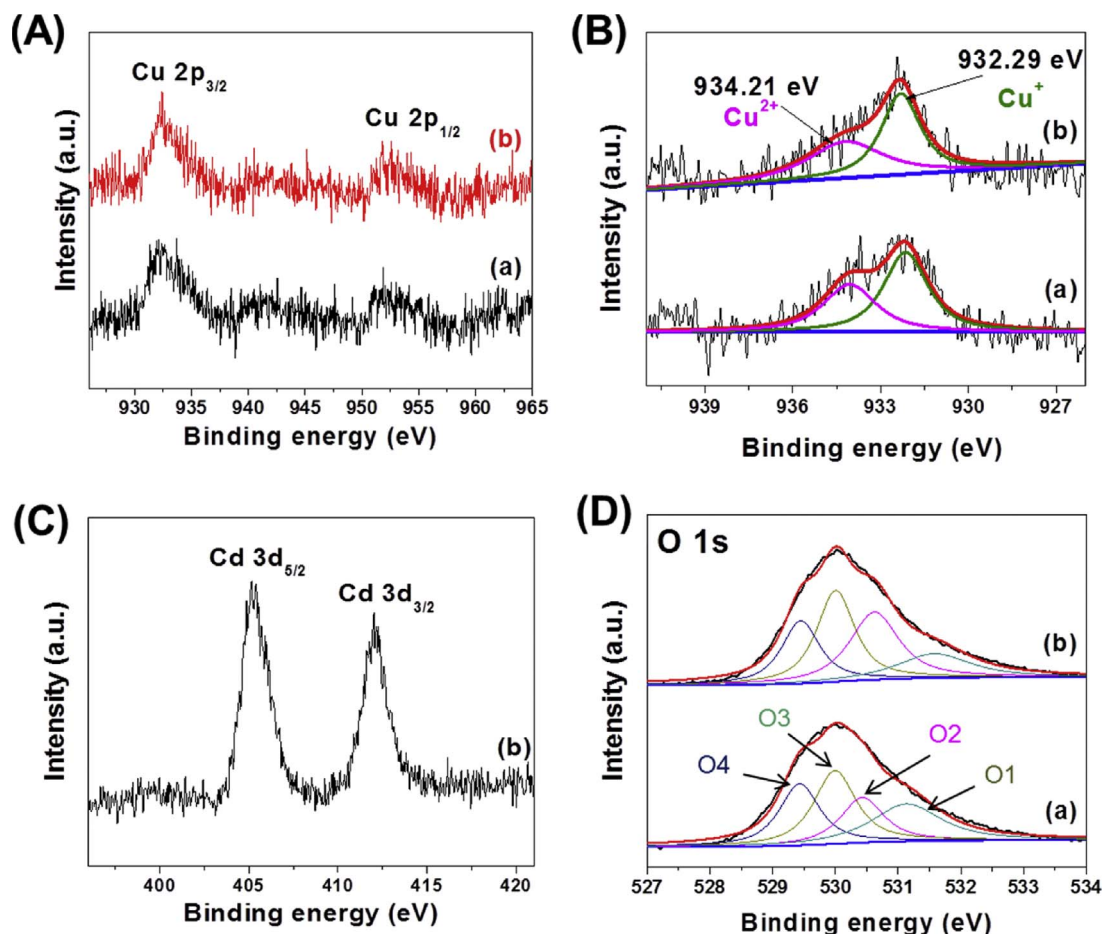 (A)
Cu 2p3/2
Cu 2p1/2
(b)
(a)
Intensity (a.u.)
930 935 940 945 950 955 960 965
Binding energy (eV)
(B)
932.29 eV
934.21 eV
Cu2+
Cu+
(b)
(a)
Intensity (a.u.)
939 936 933 930 927
Binding energy (eV)
(C)
Cd 3d5/2
Cd 3d3/2
(b)
Intensity (a.u.)
400 405 410 415 420
Binding energy (eV)
(D)
O 1s
(b)
O3
O2
O4
O1
(a)
Intensity (a.u.)
527 528 529 530 531 532 533 534
Binding energy (eV)